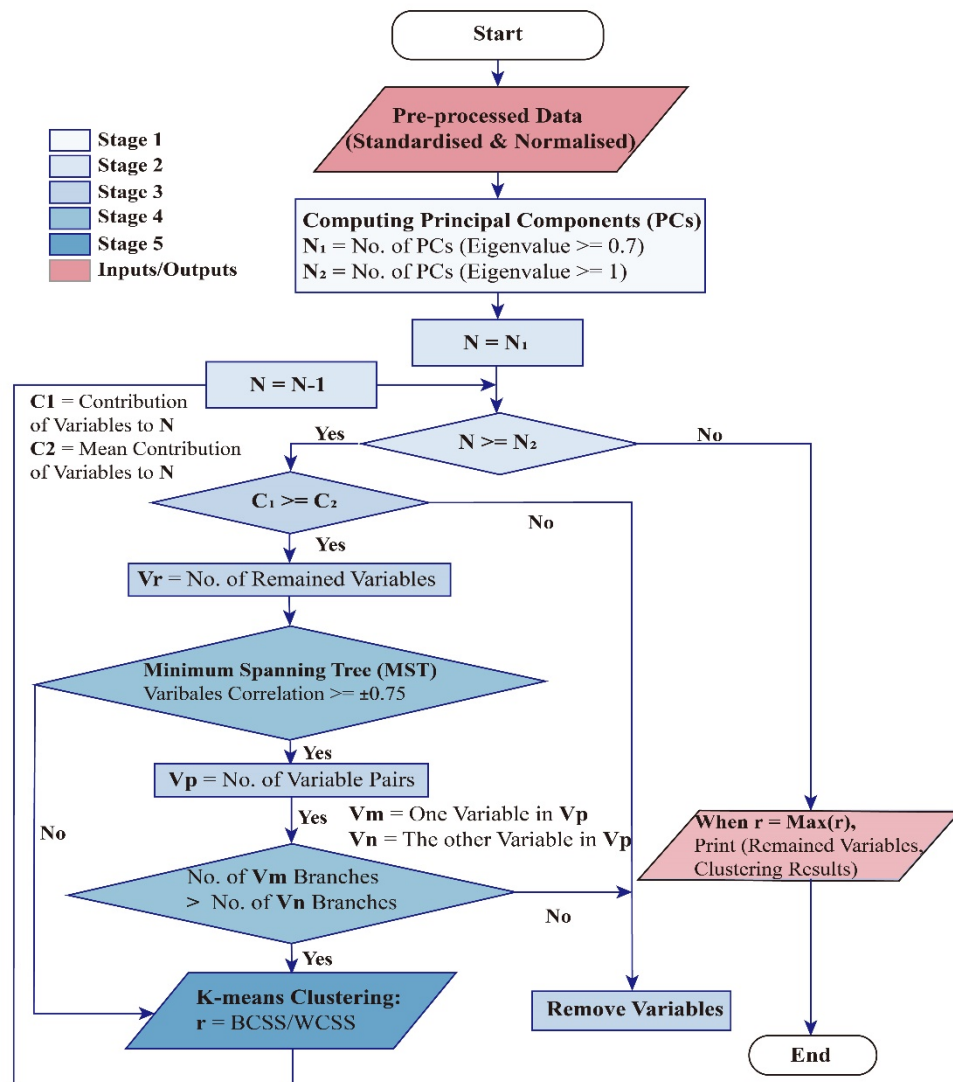 Start
Pre-processed Data
(Standardised & Normalised)
Stage 1
Stage 2
Stage 3
Stage 4
Stage 5
Inputs/Outputs
Computing Principal Components (PCs)
N₁ = No. of PCs (Eigenvalue >= 0.7)
N₂ = No. of PCs (Eigenvalue >= 1)
N = N₁
N = N-1
C1 = Contribution
of Variables to N
C2 = Mean Contribution
of Variables to N
Yes
N >= N₂
No
C₁ >= C₂
No
Yes
Vr = No. of Remained Variables
Minimum Spanning Tree (MST)
Varibales Correlation >= ±0.75
Yes
Vp = No. of Variable Pairs
No
Yes
Vm = One Variable in Vp
Vn = The other Variable in Vp
When r = Max(r),
Print (Remained Variables,
Clustering Results)
No. of Vm Branches
> No. of Vn Branches
No
Yes
K-means Clustering:
r = BCSS/WCSS
Remove Variables
End